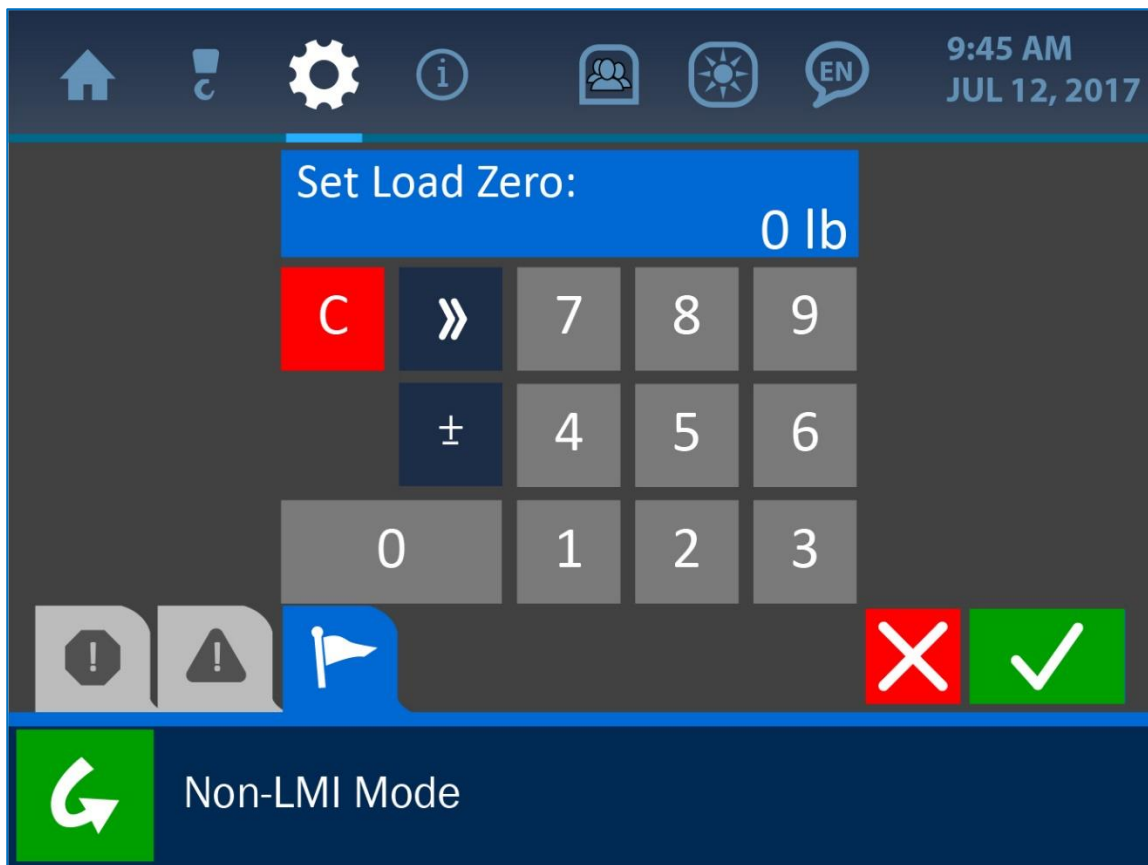 9:45 AM
EN
JUL 12, 2017
Set Load Zero:
0 lb
C » 7 8 9
± 4 5 6
0 1 2 3
! !
Non-LMI Mode